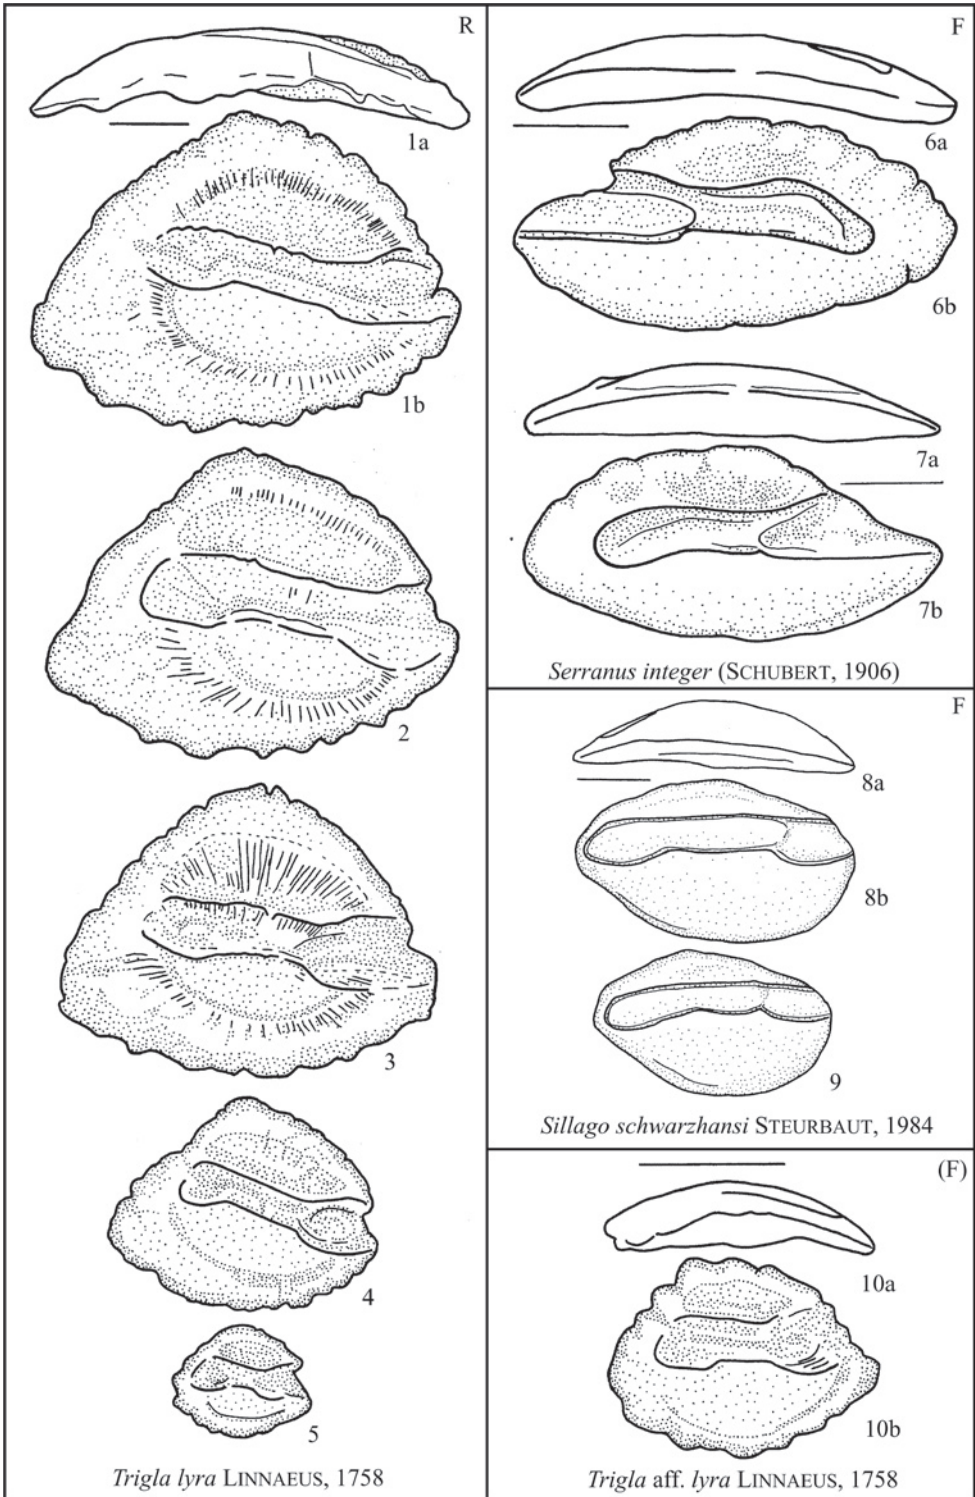 R
1a
1b
2
3
4
5
Trigla lyra LINNAEUS, 1758
F
6a
6b
7a
7b
Serranus integer (SCHUBERT, 1906)
F
8a
8b
9
Sillago schwarzhansi STEURBAUT, 1984
(F)
10a
10b
Trigla aff. lyra LINNAEUS, 1758